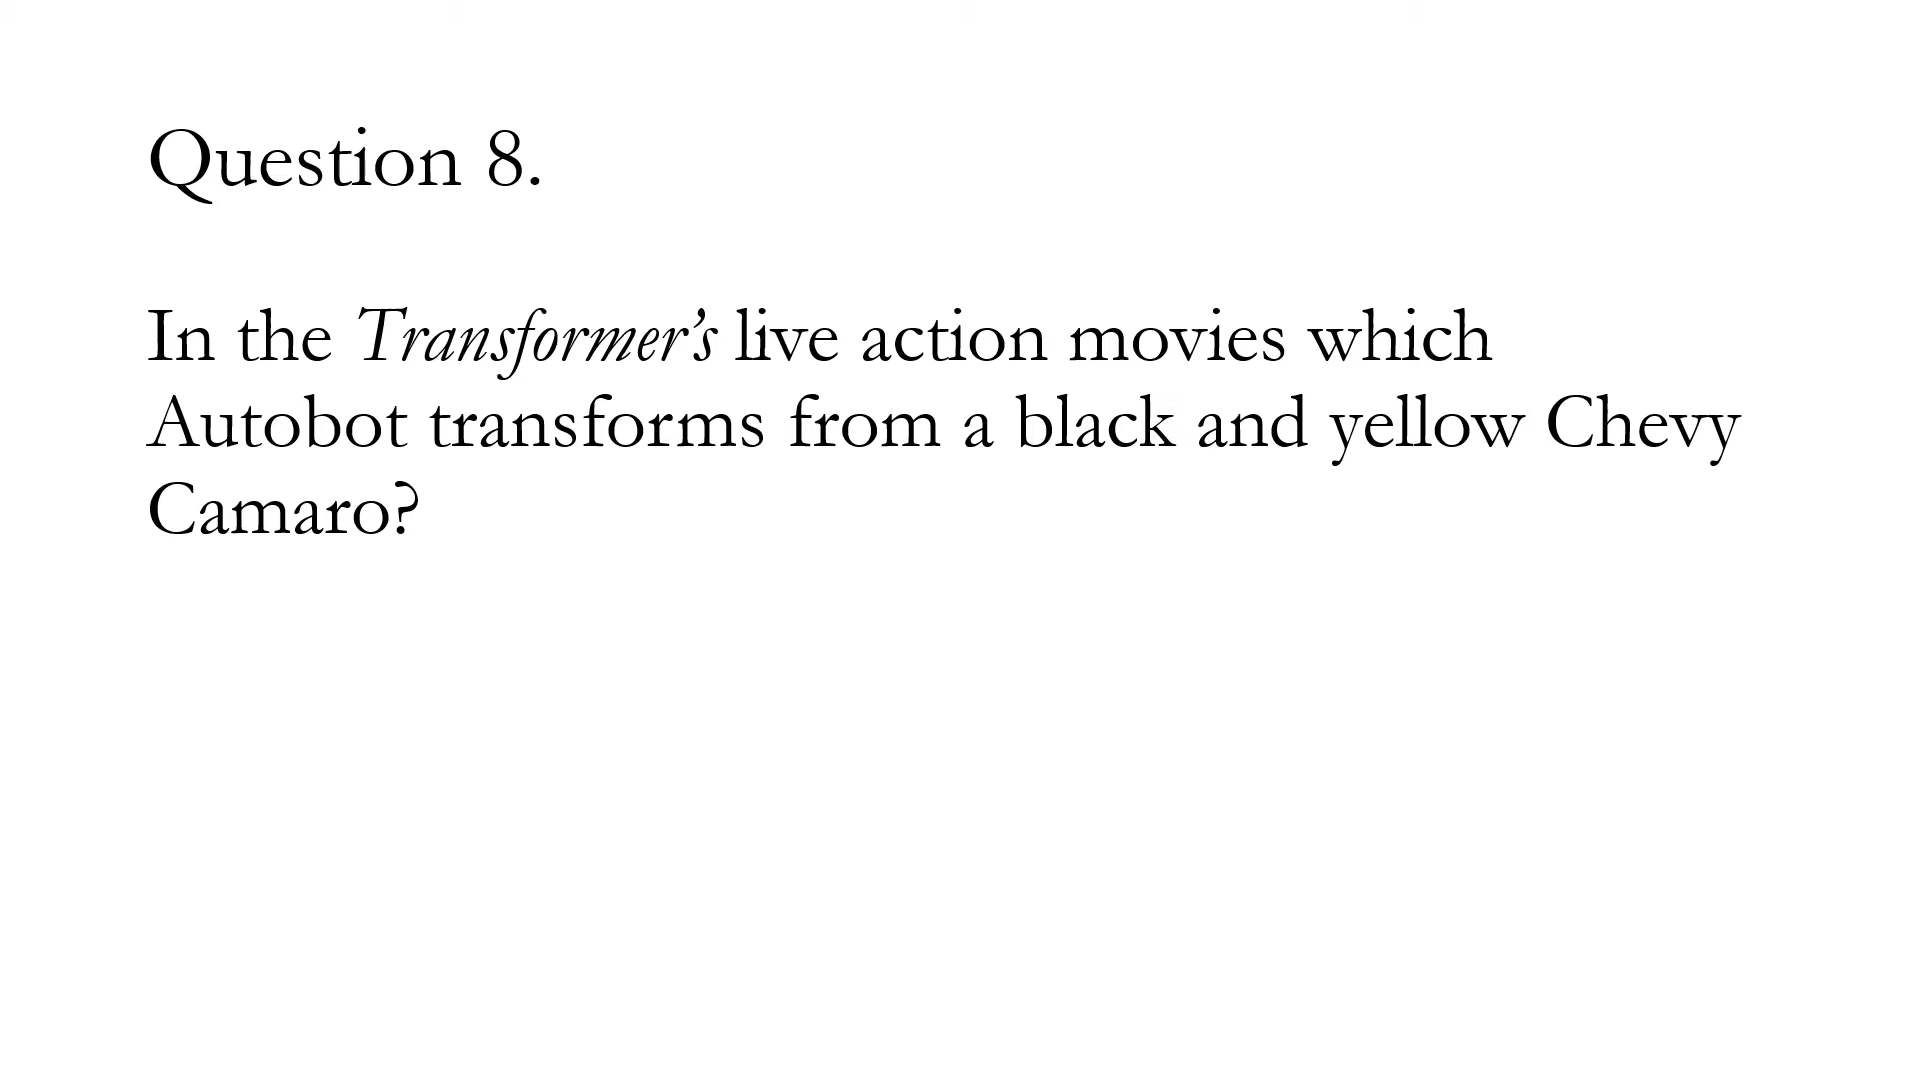 Question 8.
In the Transformer’s live action movies which
Autobot transforms from a black and yellow Chevy
Camaro?